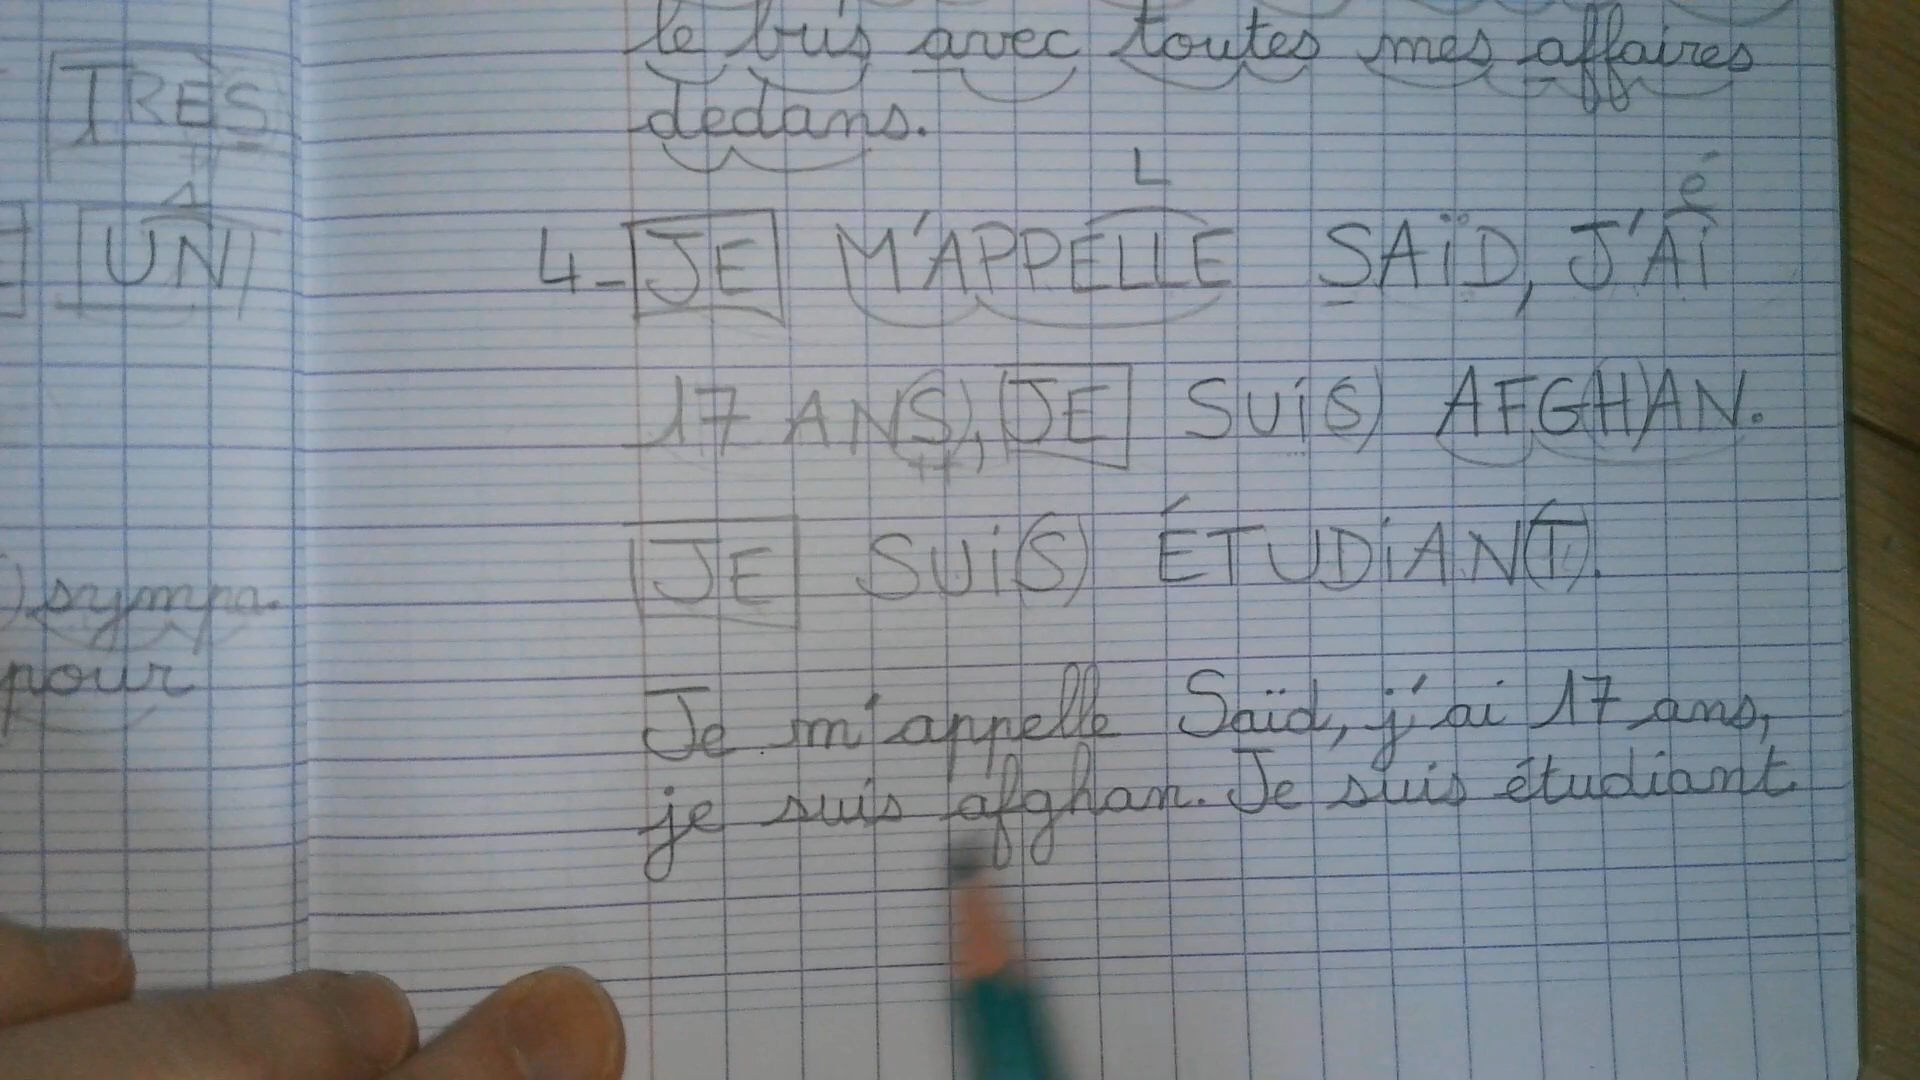 TRÈS
UN
sympa.
pour
le bus avec toutes mes affaires
dedans.
L
é
4-JE M'APPELLE SAÏD, J'AI
17 ANS, JE SUIS AFGHAN.
JE SUIS ÉTUDIANT.
Je m'appelle Saïd, j'ai 17 ans,
je suis afghan. Je suis étudiant.